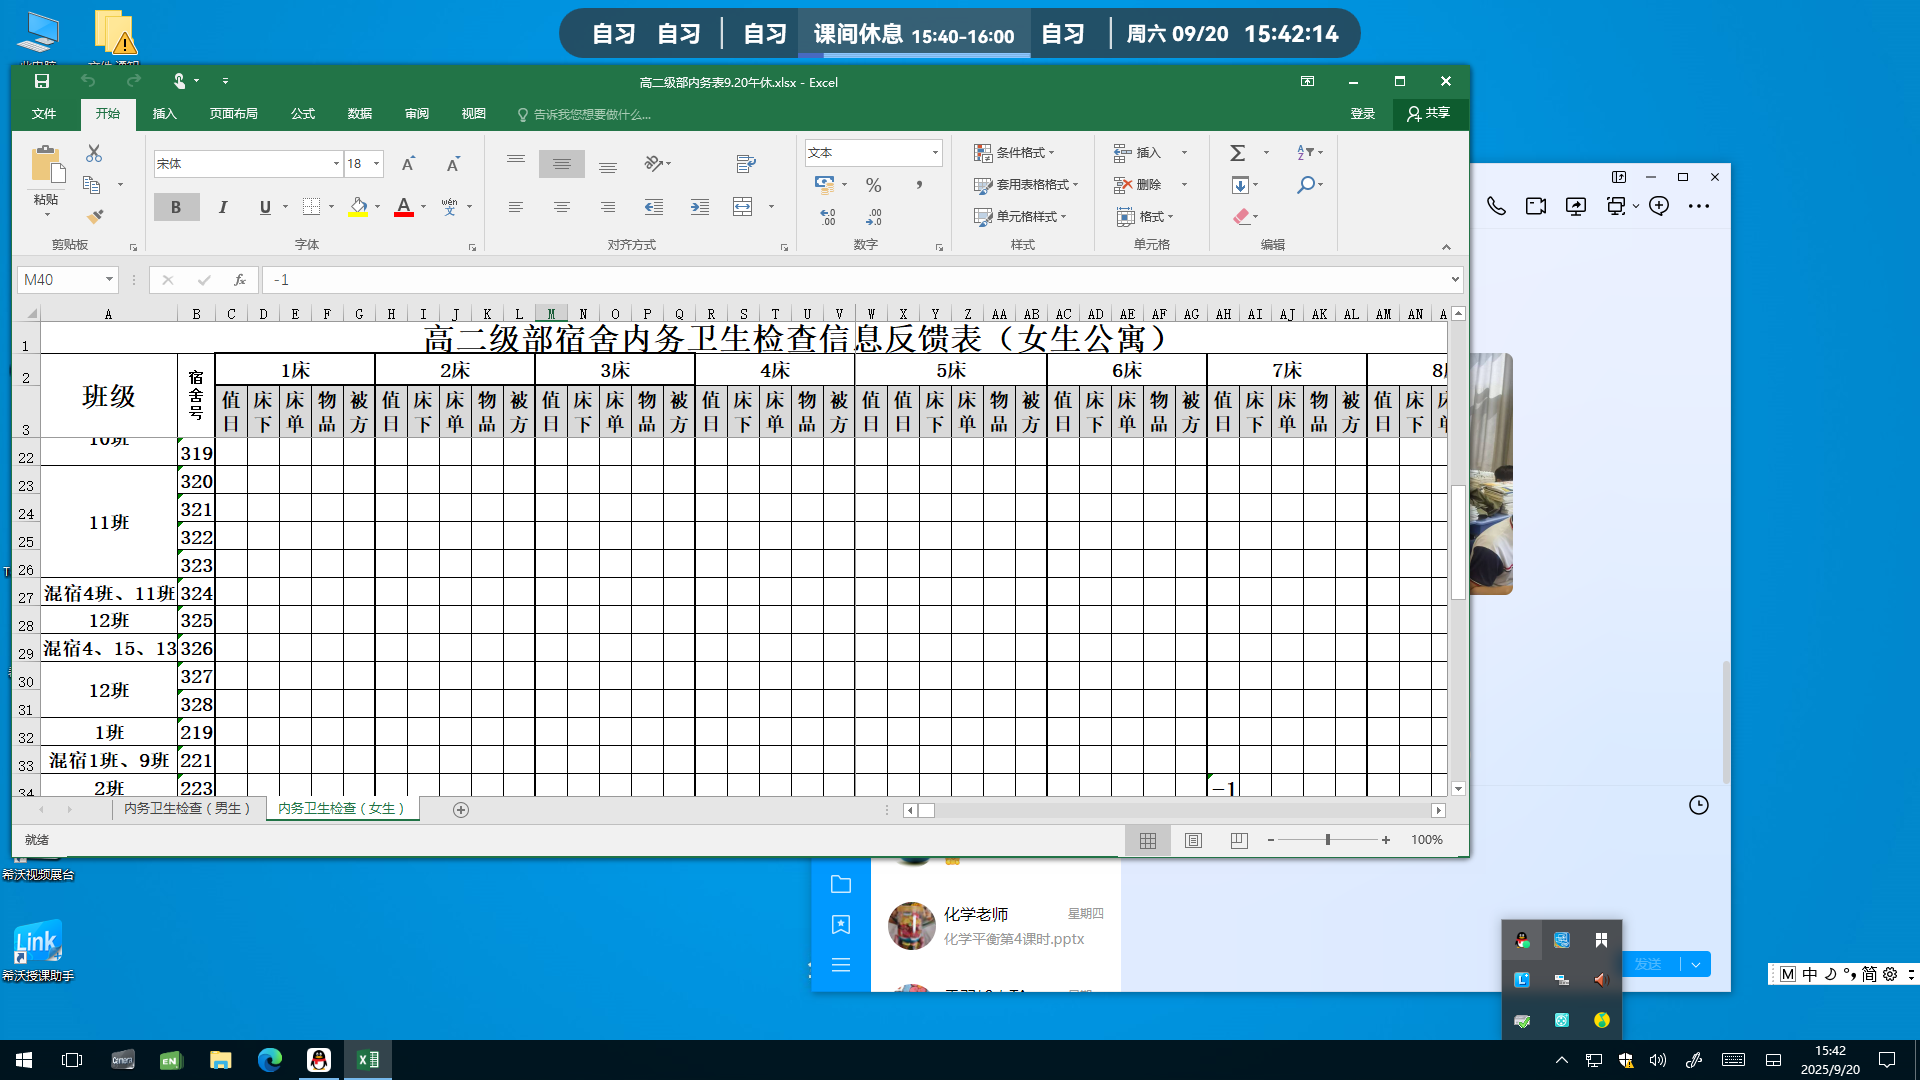 自习 自习 自习 课间休息 15:40-16:00 自习 周六 09/20 15:42:14
高二级部内务表9.20午休.xlsx - Excel
文件 开始 插入 页面布局 公式 数据 审阅 视图 告诉我您想要做什么... 登录 共享
粘贴 宋体 18 文本 条件格式 插入
套用表格格式 删除
B I U A wén 文 % 单元格样式 格式
剪贴板 字体 对齐方式 数字 样式 单元格 编辑
M40 fx -1
A B C D E F G H I J K L M N O P Q R S T U V W X Y Z AA AB AC AD AE AF AG AH AI AJ AK AL AM AN A
1 高二级部宿舍内务卫生检查信息反馈表（女生公寓）
2 班级 宿舍号 1床 2床 3床 4床 5床 6床 7床 8
3 值日 床下 床单 物品 被方 值日 床下 床单 物品 被方 值日 床下 床单 物品 被方 值日 床下 床单 物品 被方 值日 值日 床下 床单 物品 被方 值日 床下 床单 物品 被方 值日 床下 床单 物品 被方 值日 床下
22 10班 319
23 320
24 11班 321
25 322
26 323
27 混宿4班、11班 324
28 12班 325
29 混宿4、15、13 326
30 12班 327
31 328
32 1班 219
33 混宿1班、9班 221
34 2班 223 -1
内务卫生检查（男生） 内务卫生检查（女生）
就绪 100%
希沃视频展台
化学老师 星期四
化学平衡第4课时.pptx
Link
希沃授课助手
发送
M 中 简
EN
15:42
2025/9/20